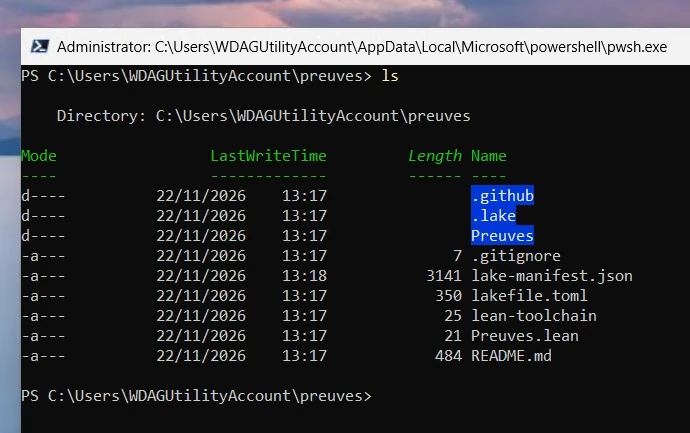 Administrator: C:\Users\WDAGUtilityAccount\AppData\Local\Microsoft\powershell\pwsh.exe
PS C:\Users\WDAGUtilityAccount\preuves> ls
Directory: C:\Users\WDAGUtilityAccount\preuves
Mode LastWriteTime Length Name
---- ------------- ------ ----
d---- 22/11/2026 13:17 .github
d---- 22/11/2026 13:17 .lake
d---- 22/11/2026 13:17 Preuves
-a--- 22/11/2026 13:17 7 .gitignore
-a--- 22/11/2026 13:18 3141 lake-manifest.json
-a--- 22/11/2026 13:17 350 lakefile.toml
-a--- 22/11/2026 13:17 25 lean-toolchain
-a--- 22/11/2026 13:17 21 Preuves.lean
-a--- 22/11/2026 13:17 484 README.md
PS C:\Users\WDAGUtilityAccount\preuves>